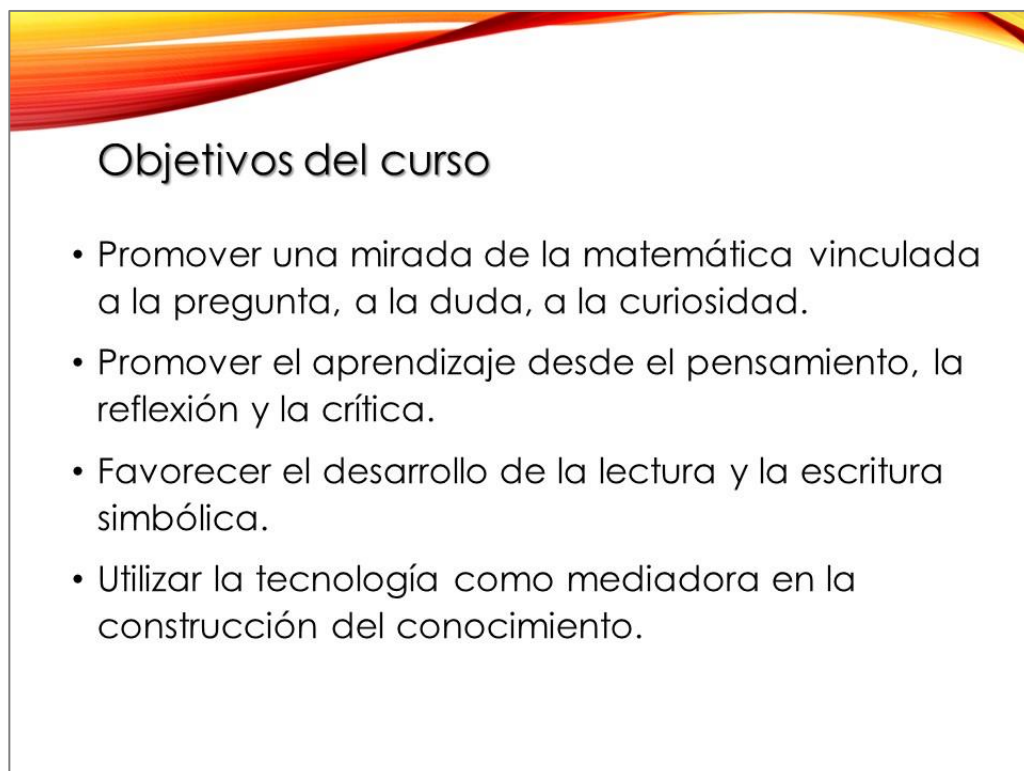 Objetivos del curso
• Promover una mirada de la matemática vinculada
a la pregunta, a la duda, a la curiosidad.
• Promover el aprendizaje desde el pensamiento, la
reflexión y la crítica.
• Favorecer el desarrollo de la lectura y la escritura
simbólica.
• Utilizar la tecnología como mediadora en la
construcción del conocimiento.